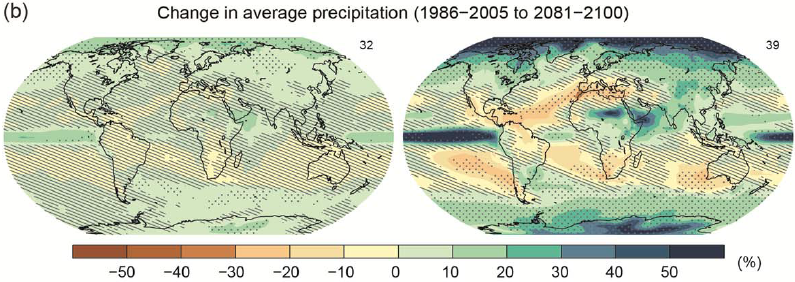 (b) Change in average precipitation (1986−2005 to 2081−2100)
32 39
−50 −40 −30 −20 −10 0 10 20 30 40 50 (%)